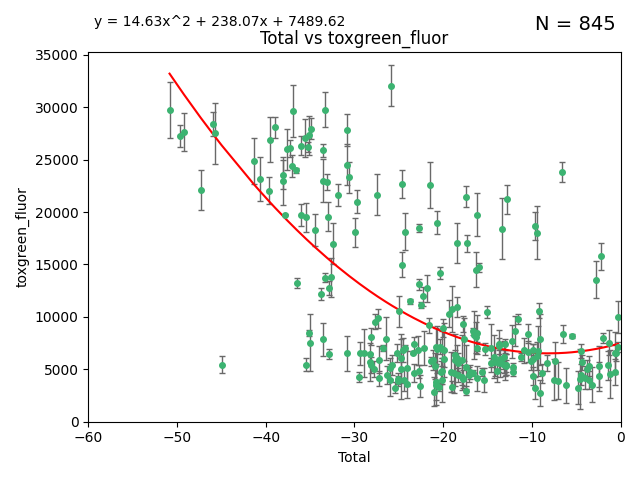 y = 14.63x^2 + 238.07x + 7489.62
N = 845
Total vs toxgreen_fluor
35000
30000
25000
20000
15000
10000
5000
0
toxgreen_fluor
−60 −50 −40 −30 −20 −10 0
Total